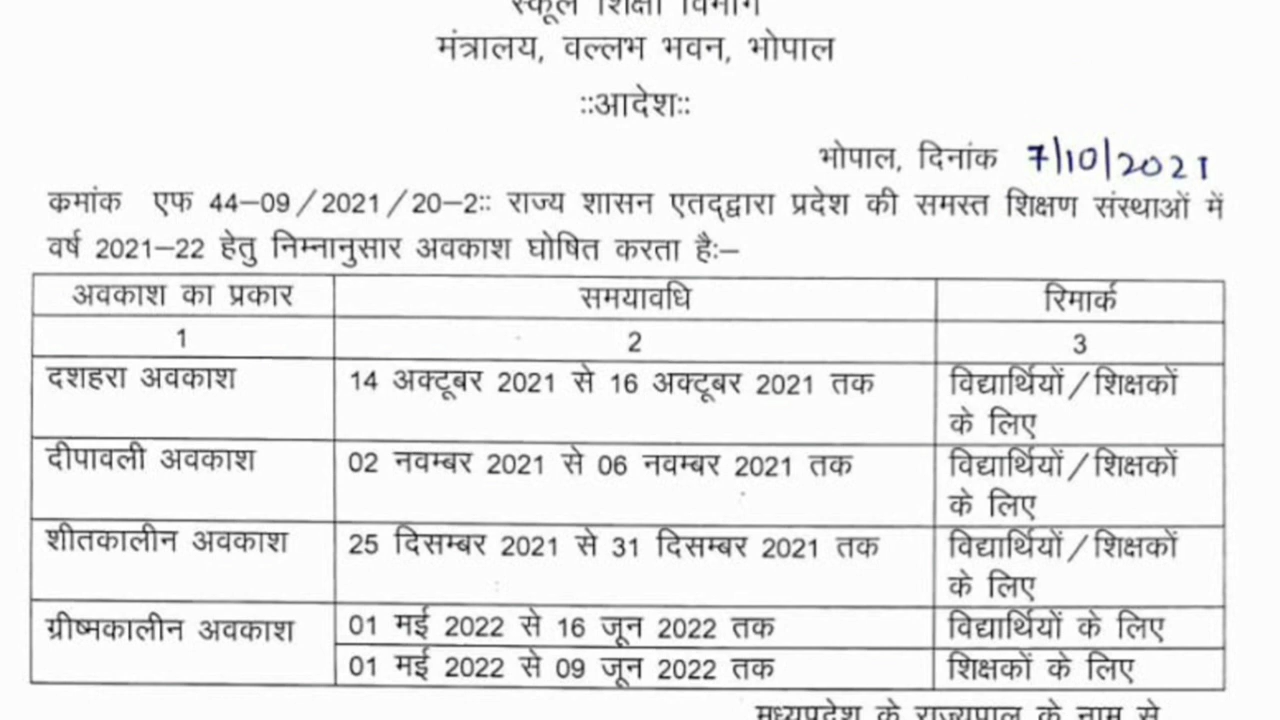 स्कूल शिक्षा विभाग
मंत्रालय, वल्लभ भवन, भोपाल
::आदेश::
भोपाल, दिनांक 7/10/2021
कमांक एफ 44–09/2021/20–2:: राज्य शासन एतद्द्वारा प्रदेश की समस्त शिक्षण संस्थाओं में
वर्ष 2021–22 हेतु निम्नानुसार अवकाश घोषित करता है:–
अवकाश का प्रकार समयावधि रिमार्क
1 2 3
दशहरा अवकाश 14 अक्टूबर 2021 से 16 अक्टूबर 2021 तक विद्यार्थियों/शिक्षकों
के लिए
दीपावली अवकाश 02 नवम्बर 2021 से 06 नवम्बर 2021 तक विद्यार्थियों/शिक्षकों
के लिए
शीतकालीन अवकाश 25 दिसम्बर 2021 से 31 दिसम्बर 2021 तक विद्यार्थियों/शिक्षकों
के लिए
ग्रीष्मकालीन अवकाश 01 मई 2022 से 16 जून 2022 तक विद्यार्थियों के लिए
01 मई 2022 से 09 जून 2022 तक शिक्षकों के लिए
मध्यप्रदेश के राज्यपाल के नाम से